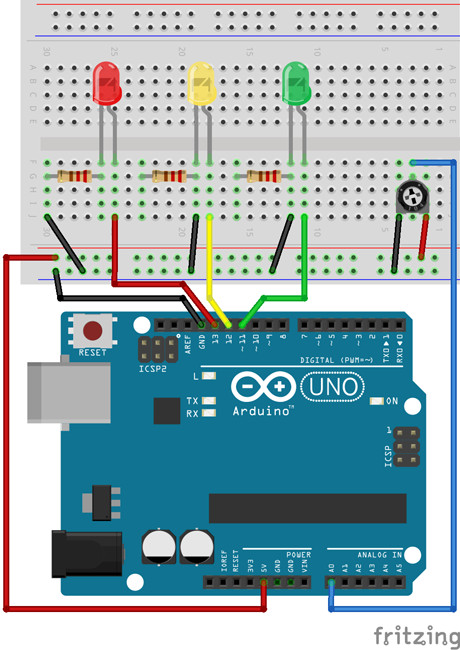 30 25 20 15 10 5 1
A
B
C
D
E
F
G
H
I
J
30 25 20 15 10 5 1
RESET
ICSP2
AREF
GND
13
12
~11
~10
~9
8
7
~6
~5
4
~3
2
TX0▶1
RX0◀0
DIGITAL (PWM=~)
L
TX
RX
Arduino™
UNO
ON
1
ICSP
IOREF
RESET
3V3
5V
GND
GND
VIN
POWER
A0
A1
A2
A3
A4
A5
ANALOG IN
fritzing